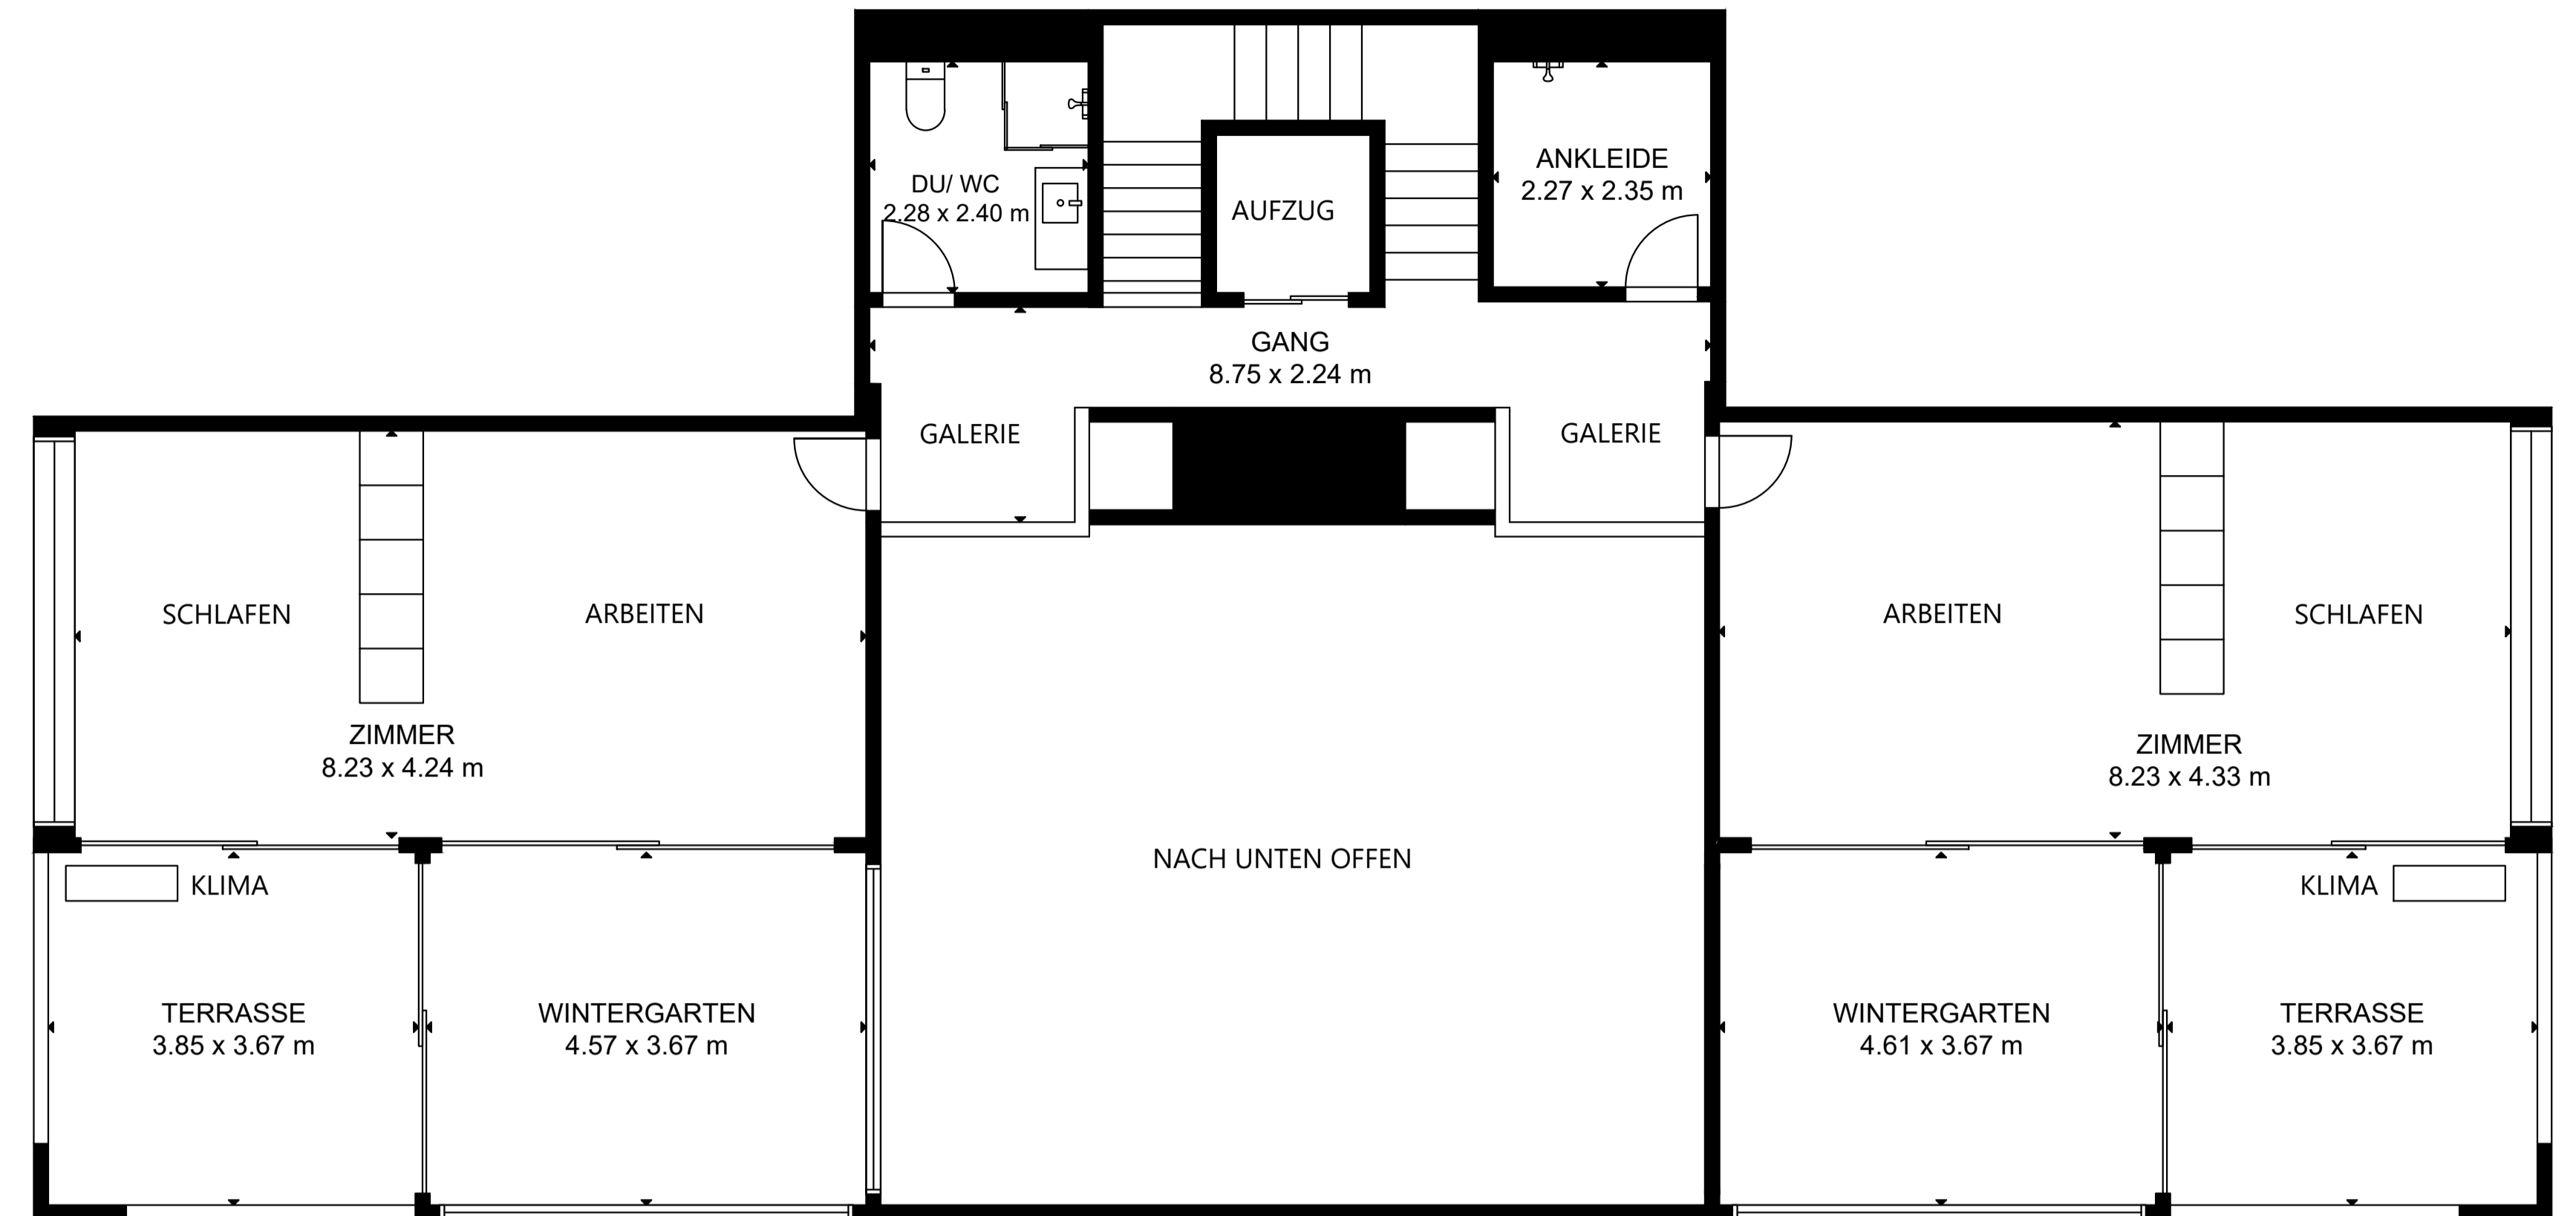 ANKLEIDE
2.27 x 2.35 m
DU/ WC
2.28 x 2.40 m
AUFZUG
GANG
8.75 x 2.24 m
GALERIE
GALERIE
SCHLAFEN
ARBEITEN
ARBEITEN
SCHLAFEN
ZIMMER
8.23 x 4.24 m
ZIMMER
8.23 x 4.33 m
NACH UNTEN OFFEN
KLIMA
KLIMA
TERRASSE
3.85 x 3.67 m
WINTERGARTEN
4.57 x 3.67 m
WINTERGARTEN
4.61 x 3.67 m
TERRASSE
3.85 x 3.67 m